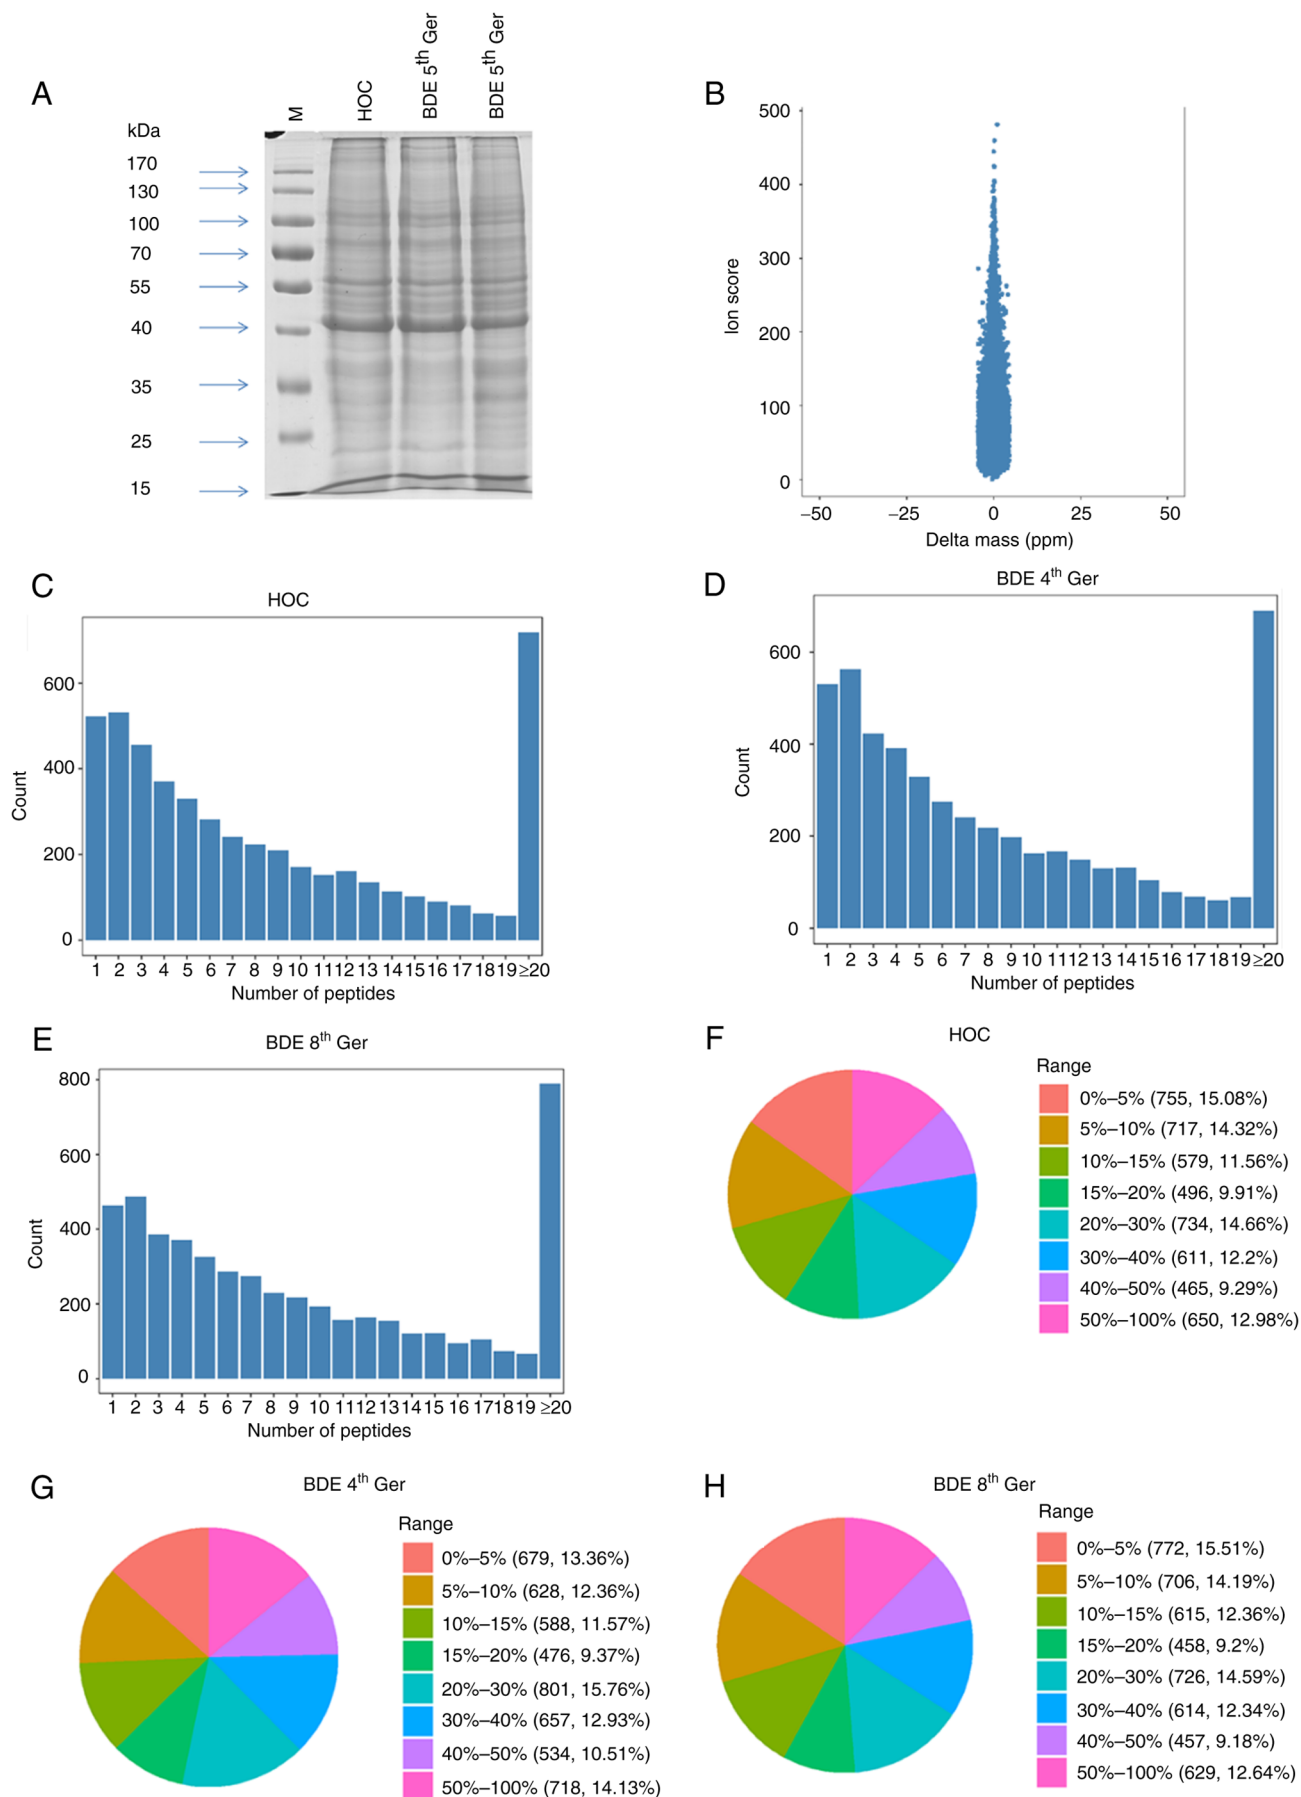 A
M
HOC
BDE 5th Ger
BDE 5th Ger
kDa
170
130
100
70
55
40
35
25
15
B
500
400
300
200
100
0
Ion score
−50 −25 0 25 50
Delta mass (ppm)
C
HOC
600
400
200
0
Count
1 2 3 4 5 6 7 8 9 10 11 12 13 14 15 16 17 18 19 ≥20
Number of peptides
D
BDE 4th Ger
600
400
200
0
Count
1 2 3 4 5 6 7 8 9 10 11 12 13 14 15 16 17 18 19 ≥20
Number of peptides
E
BDE 8th Ger
800
600
400
200
0
Count
1 2 3 4 5 6 7 8 9 10 11 12 13 14 15 16 17 18 19 ≥20
Number of peptides
F
HOC
Range
0%–5% (755, 15.08%)
5%–10% (717, 14.32%)
10%–15% (579, 11.56%)
15%–20% (496, 9.91%)
20%–30% (734, 14.66%)
30%–40% (611, 12.2%)
40%–50% (465, 9.29%)
50%–100% (650, 12.98%)
G
BDE 4th Ger
Range
0%–5% (679, 13.36%)
5%–10% (628, 12.36%)
10%–15% (588, 11.57%)
15%–20% (476, 9.37%)
20%–30% (801, 15.76%)
30%–40% (657, 12.93%)
40%–50% (534, 10.51%)
50%–100% (718, 14.13%)
H
BDE 8th Ger
Range
0%–5% (772, 15.51%)
5%–10% (706, 14.19%)
10%–15% (615, 12.36%)
15%–20% (458, 9.2%)
20%–30% (726, 14.59%)
30%–40% (614, 12.34%)
40%–50% (457, 9.18%)
50%–100% (629, 12.64%)